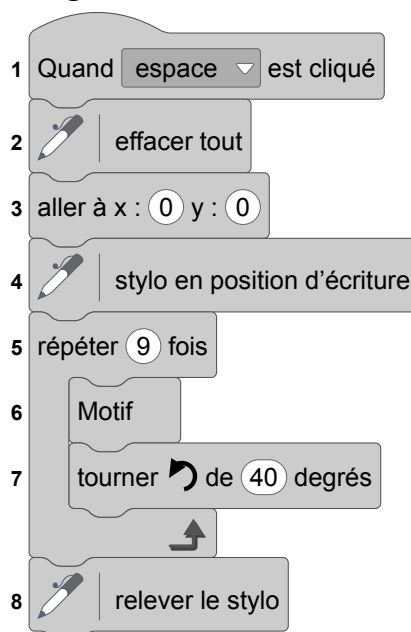 1 Quand espace est cliqué
2 effacer tout
3 aller à x : 0 y : 0
4 stylo en position d’écriture
5 répéter 9 fois
6 Motif
7 tourner de 40 degrés
8 relever le stylo